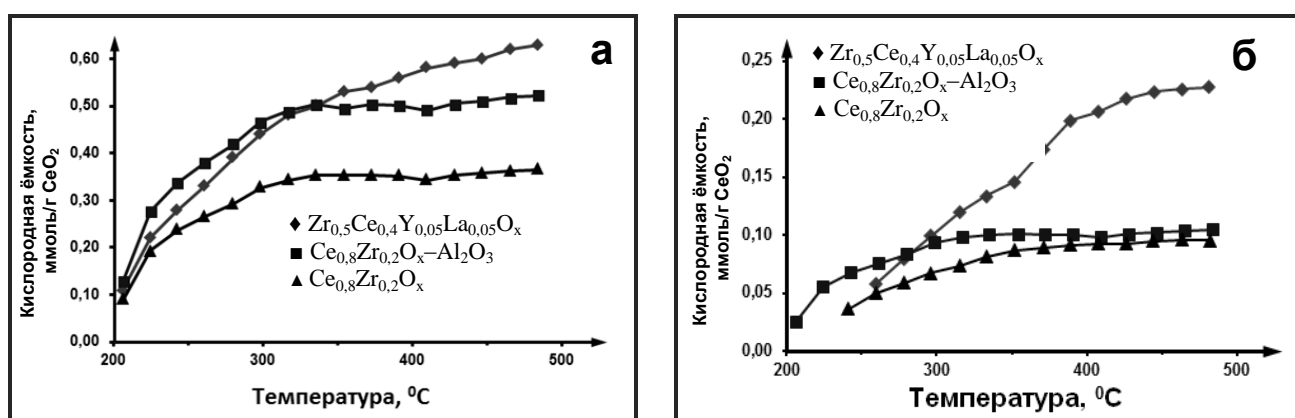 а
Кислородная ёмкость,
ммоль/г CeO₂
0,60
0,50
0,40
0,30
0,20
0,10
0,00
Zr₀,₅Ce₀,₄Y₀,₀₅La₀,₀₅Oₓ
Ce₀,₈Zr₀,₂Oₓ–Al₂O₃
Ce₀,₈Zr₀,₂Oₓ
200 300 400 500
Температура, ⁰C
б
Кислородная ёмкость,
ммоль/г CeO₂
0,25
0,20
0,15
0,10
0,05
0,00
Zr₀,₅Ce₀,₄Y₀,₀₅La₀,₀₅Oₓ
Ce₀,₈Zr₀,₂Oₓ–Al₂O₃
Ce₀,₈Zr₀,₂Oₓ
200 300 400 500
Температура, ⁰C